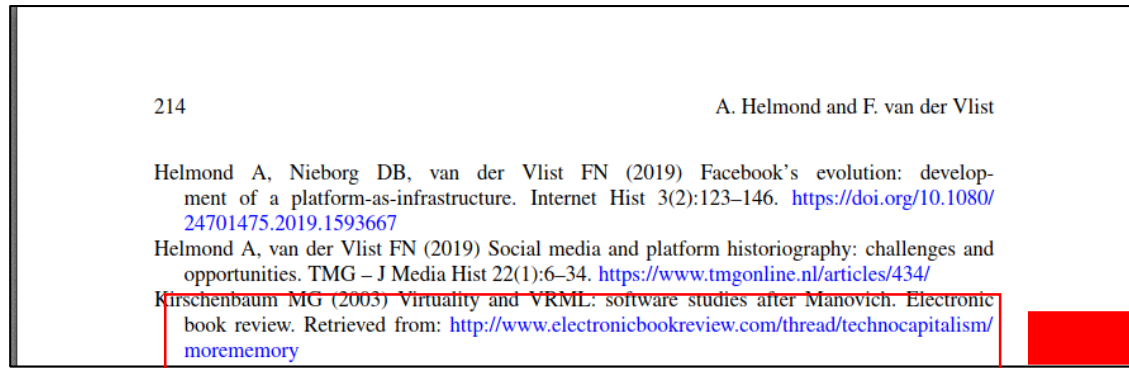 214
A. Helmond and F. van der Vlist
Helmond A, Nieborg DB, van der Vlist FN (2019) Facebook's evolution: develop-
ment of a platform-as-infrastructure. Internet Hist 3(2):123–146. https://doi.org/10.1080/
24701475.2019.1593667
Helmond A, van der Vlist FN (2019) Social media and platform historiography: challenges and
opportunities. TMG – J Media Hist 22(1):6–34. https://www.tmgonline.nl/articles/434/
Kirschenbaum MG (2003) Virtuality and VRML: software studies after Manovich. Electronic
book review. Retrieved from: http://www.electronicbookreview.com/thread/technocapitalism/
morememory